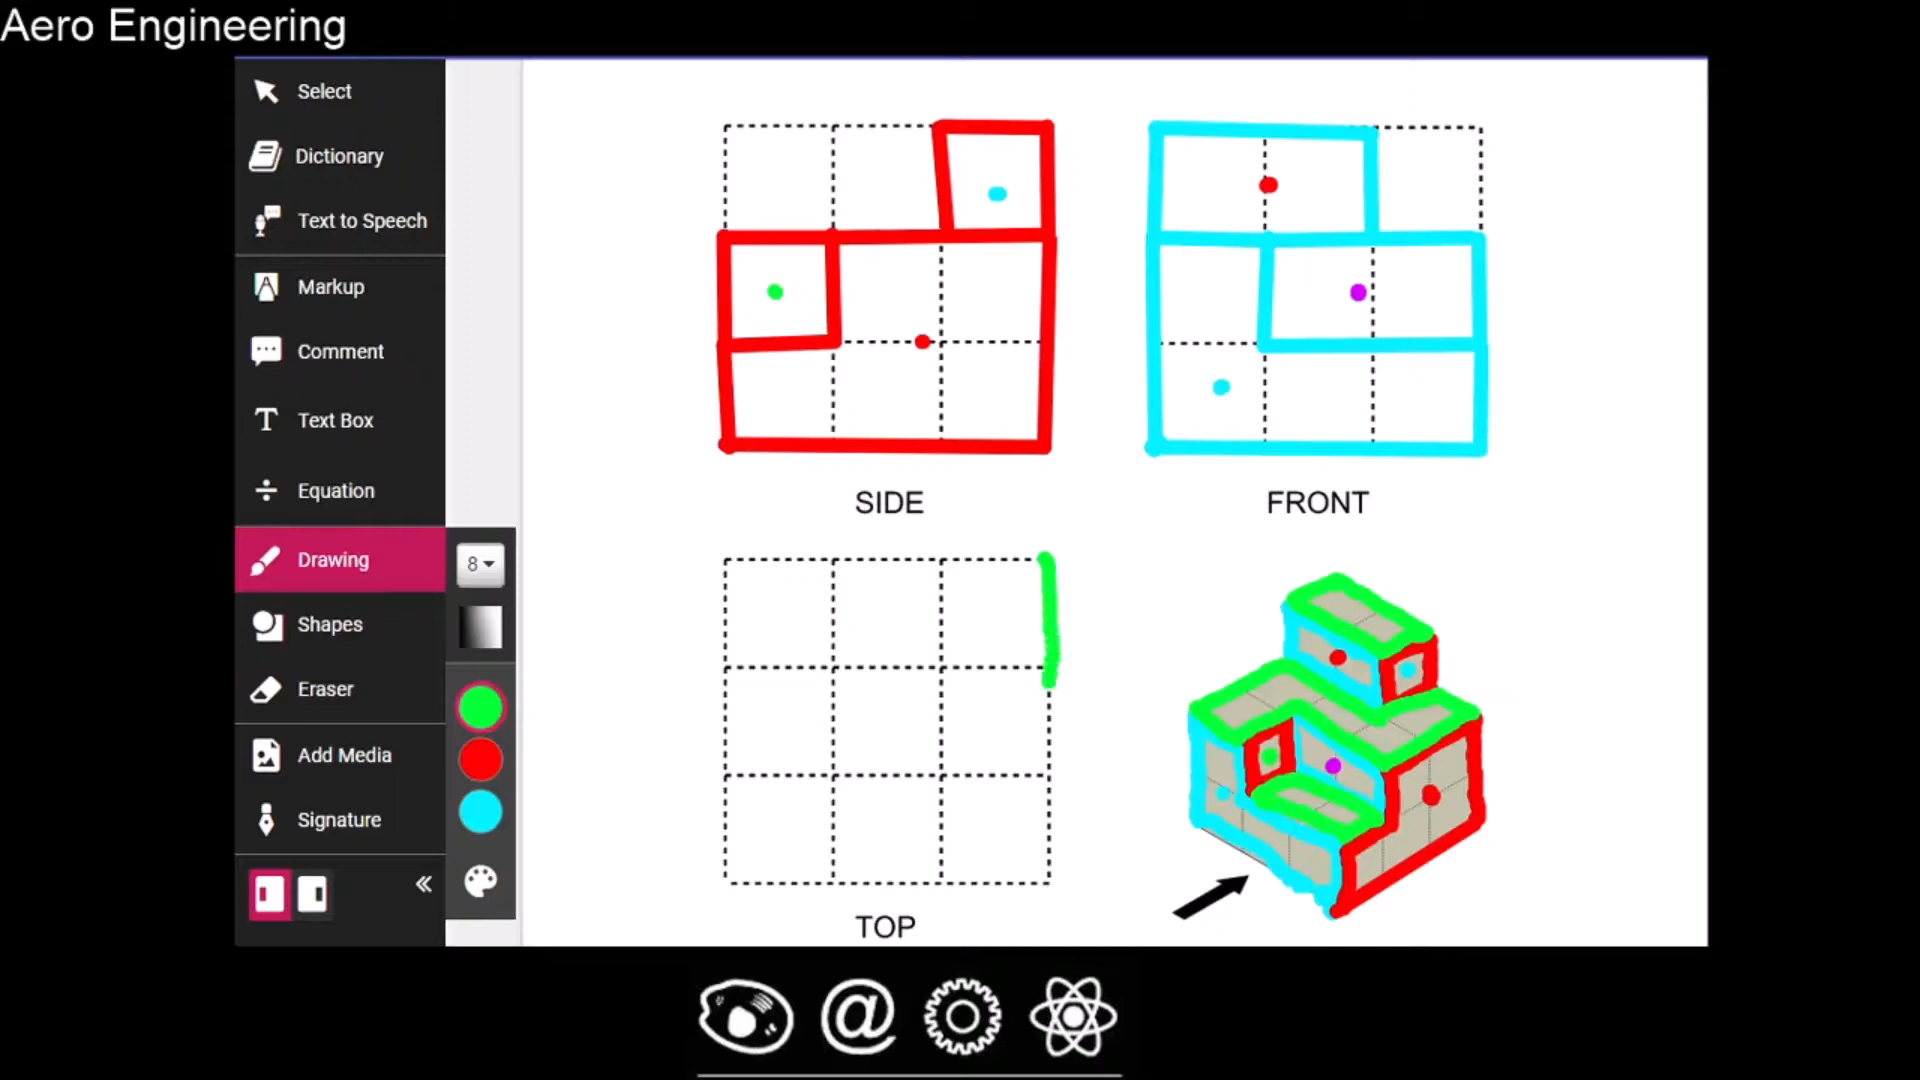 Aero Engineering
Select
Dictionary
Text to Speech
Markup
Comment
Text Box
Equation
Drawing
8
Shapes
Eraser
Add Media
Signature
SIDE
FRONT
TOP